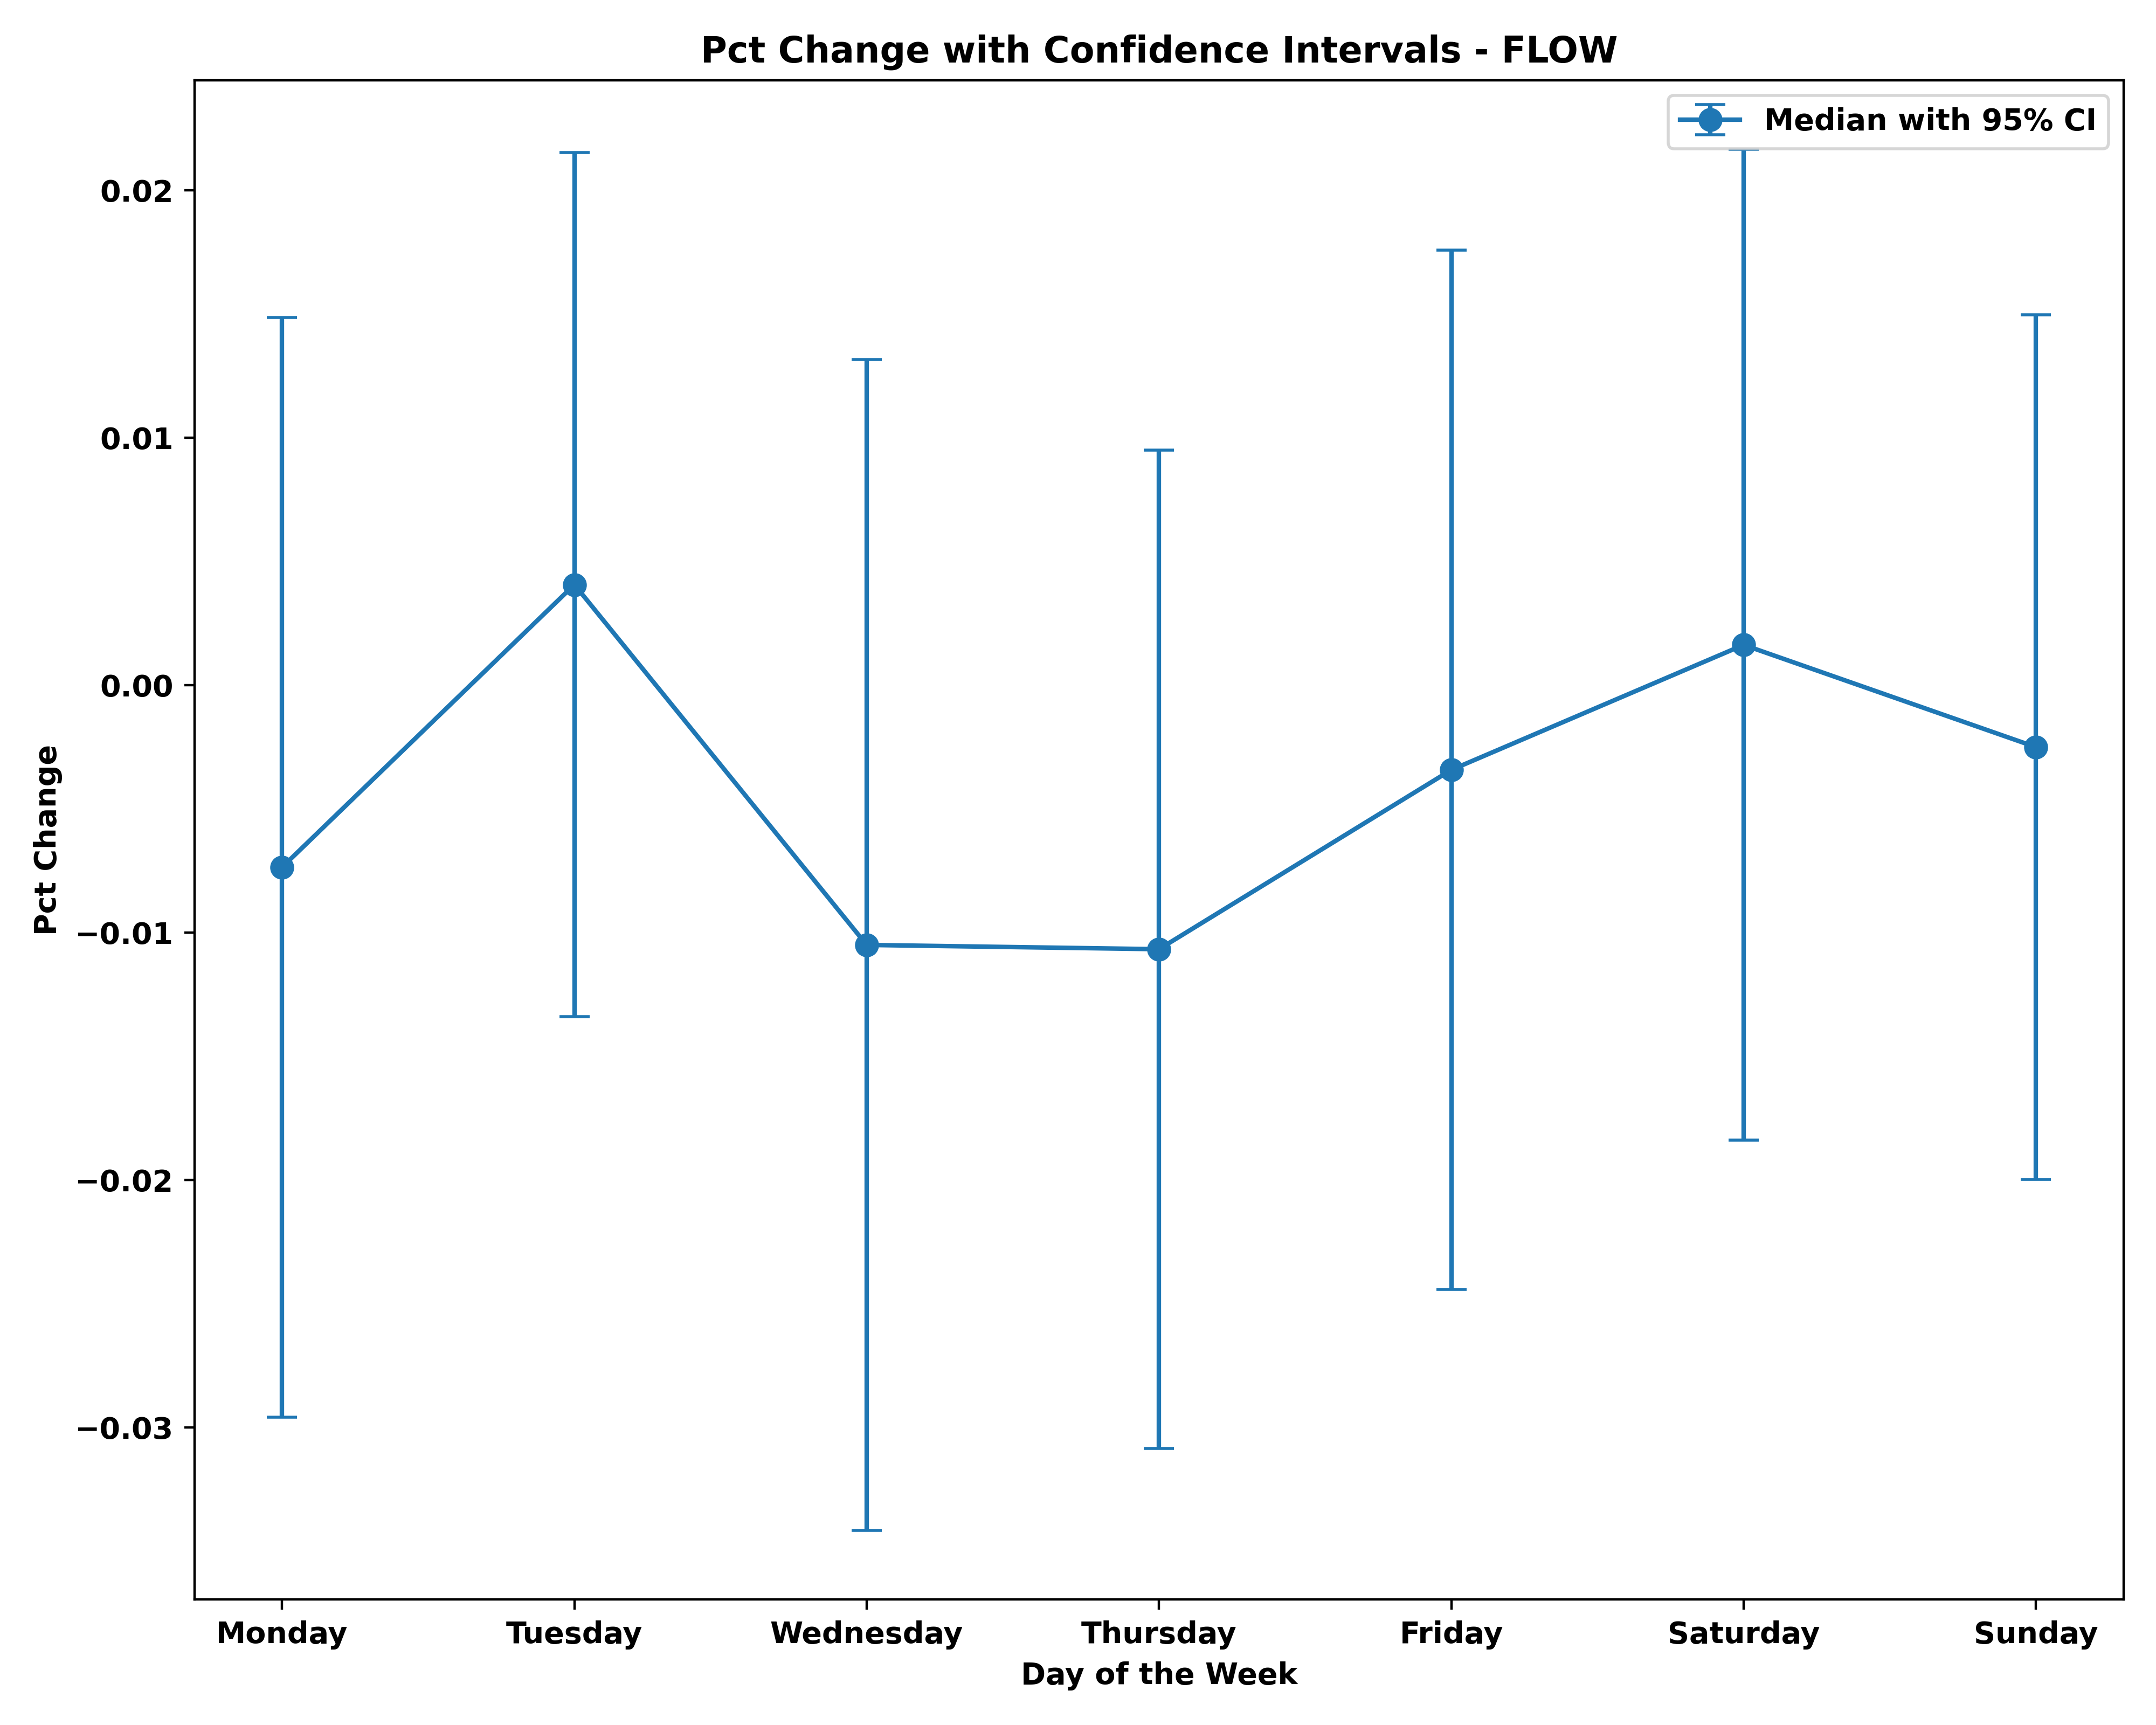 Pct Change with Confidence Intervals - FLOW
Median with 95% CI
0.02
0.01
0.00
−0.01
−0.02
−0.03
Pct Change
Monday Tuesday Wednesday Thursday Friday Saturday Sunday
Day of the Week